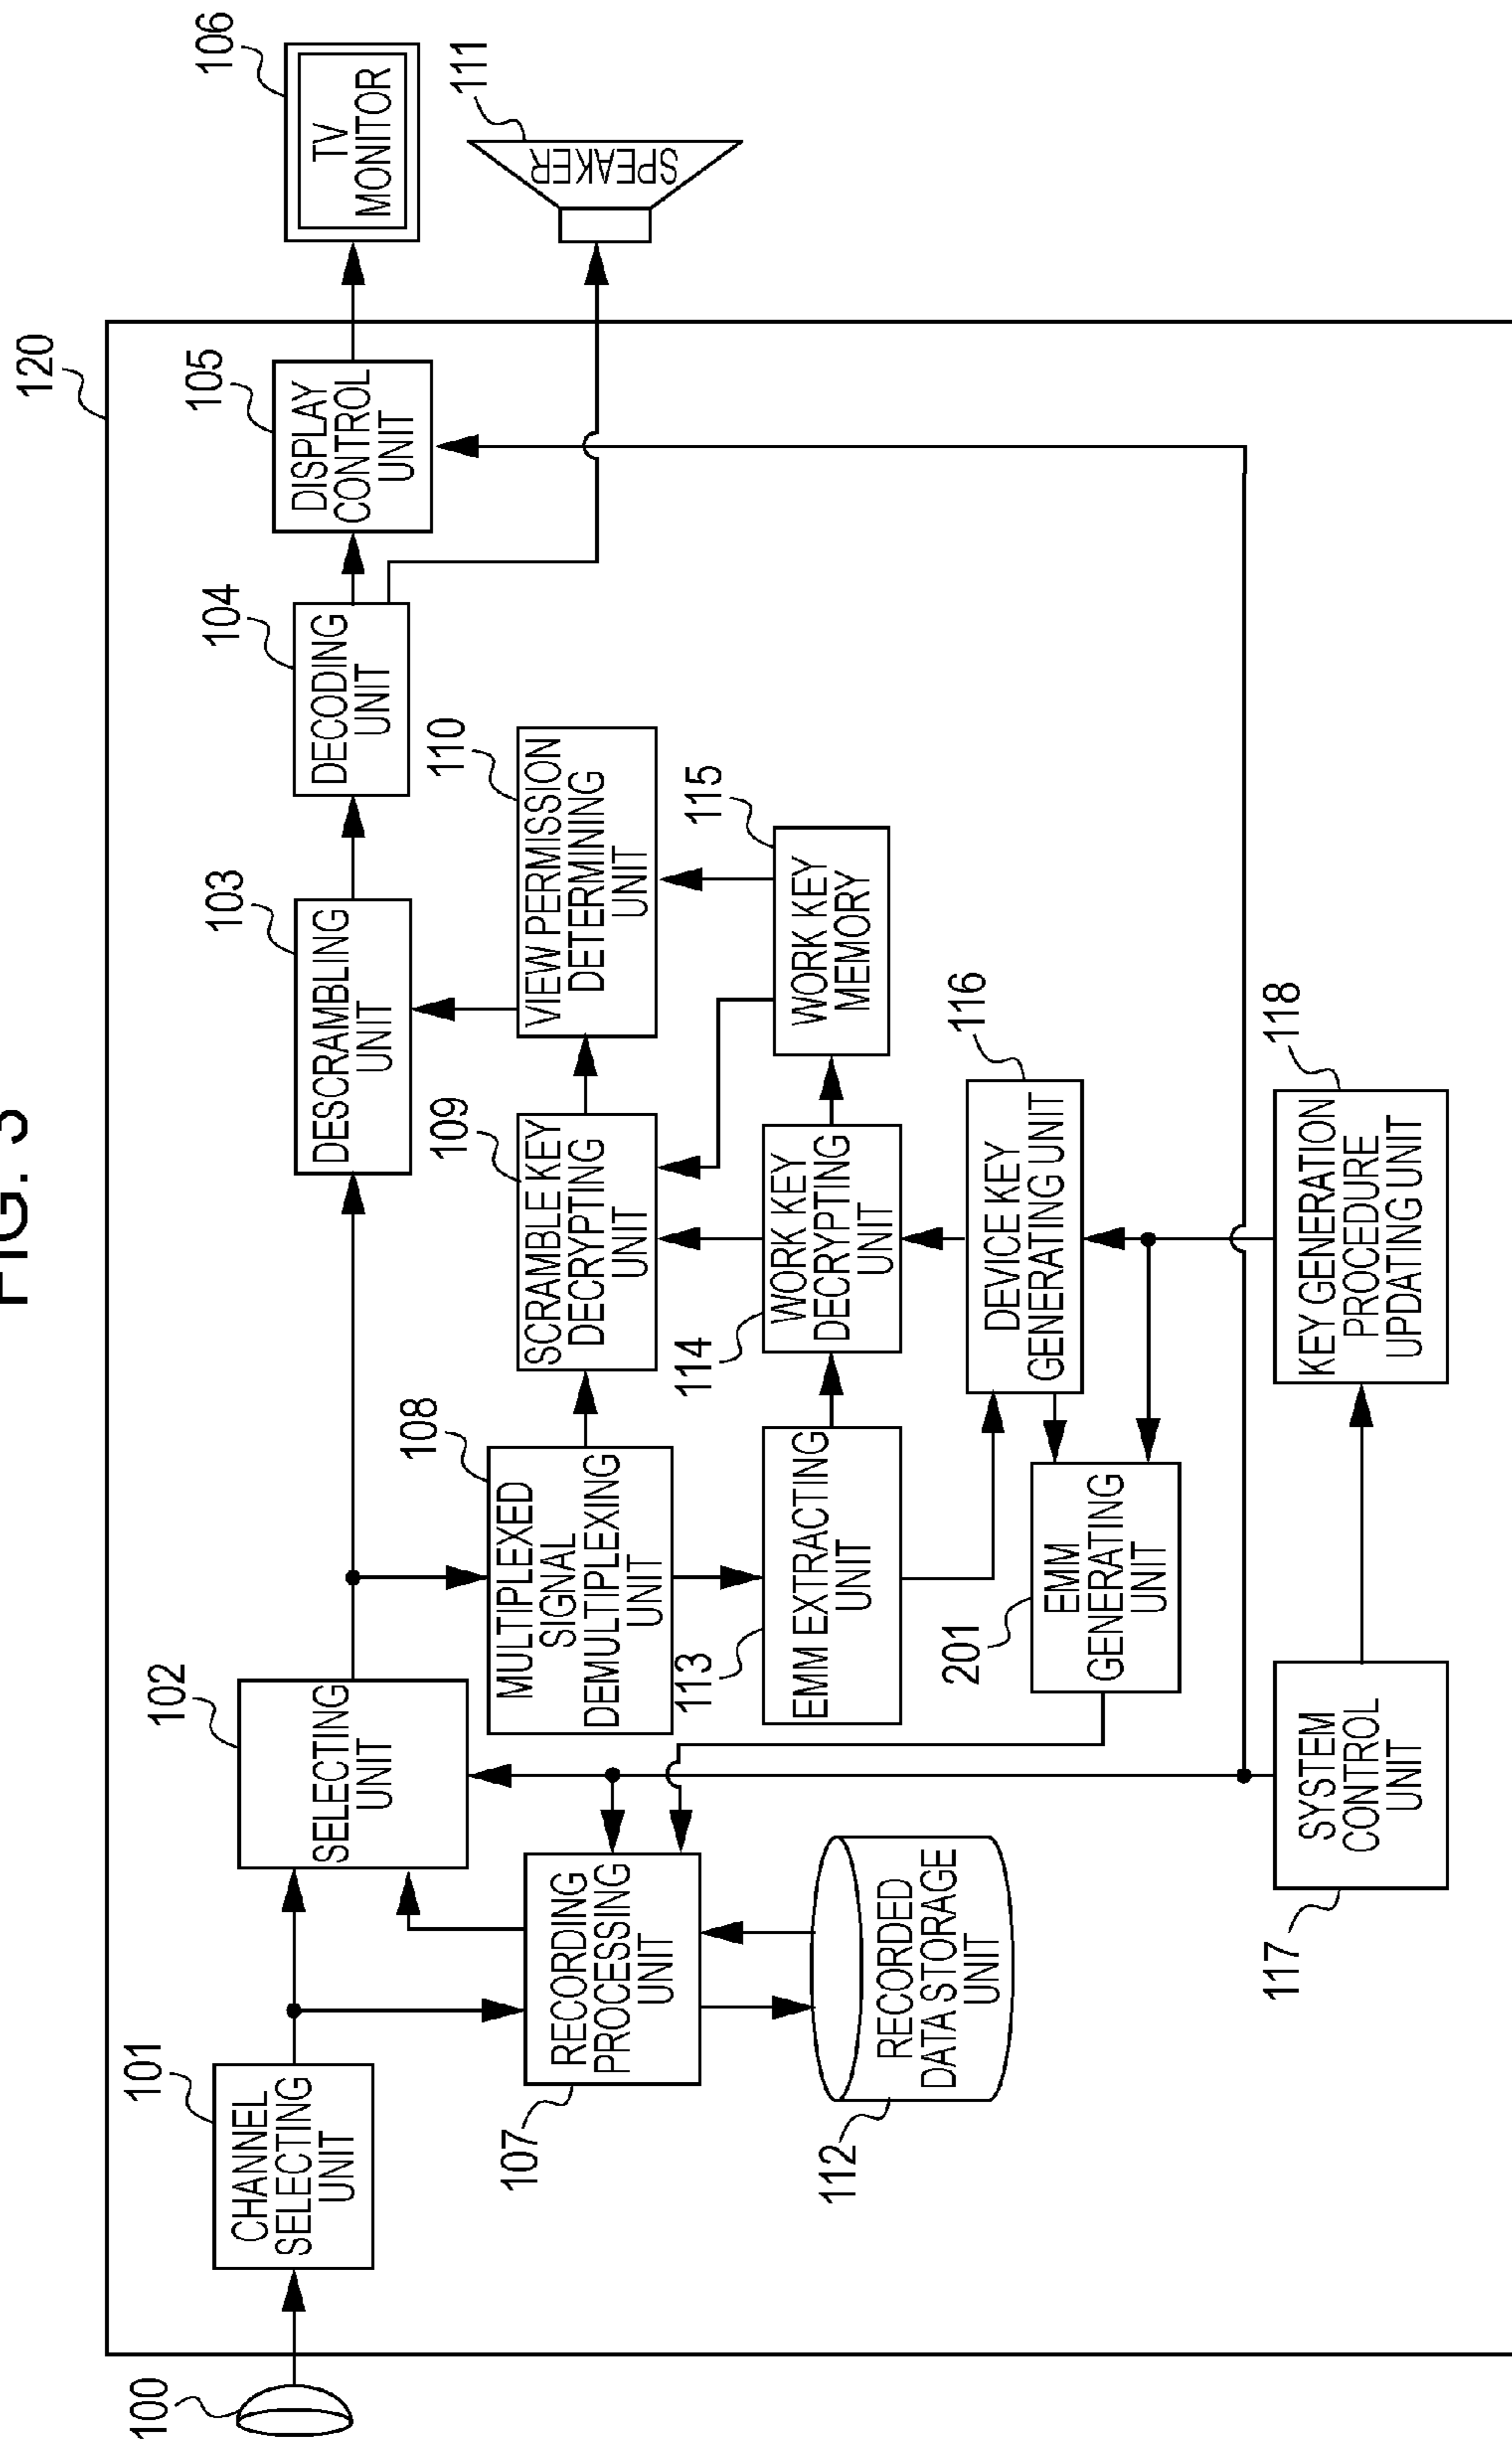 FIG. 3
120
100
101
CHANNEL
SELECTING
UNIT
102
SELECTING
UNIT
103
DESCRAMBLING
UNIT
104
DECODING
UNIT
105
DISPLAY
CONTROL
UNIT
106
TV
MONITOR
107
RECORDING
PROCESSING
UNIT
108
MULTIPLEXED
SIGNAL
DEMULTIPLEXING
UNIT
109
SCRAMBLE KEY
DECRYPTING
UNIT
110
VIEW PERMISSION
DETERMINING
UNIT
111
SPEAKER
112
RECORDED
DATA STORAGE
UNIT
113
EMM EXTRACTING
UNIT
114
WORK KEY
DECRYPTING
UNIT
115
WORK KEY
MEMORY
116
DEVICE KEY
GENERATING UNIT
201
EMM
GENERATING
UNIT
117
SYSTEM
CONTROL
UNIT
118
KEY GENERATION
PROCEDURE
UPDATING UNIT